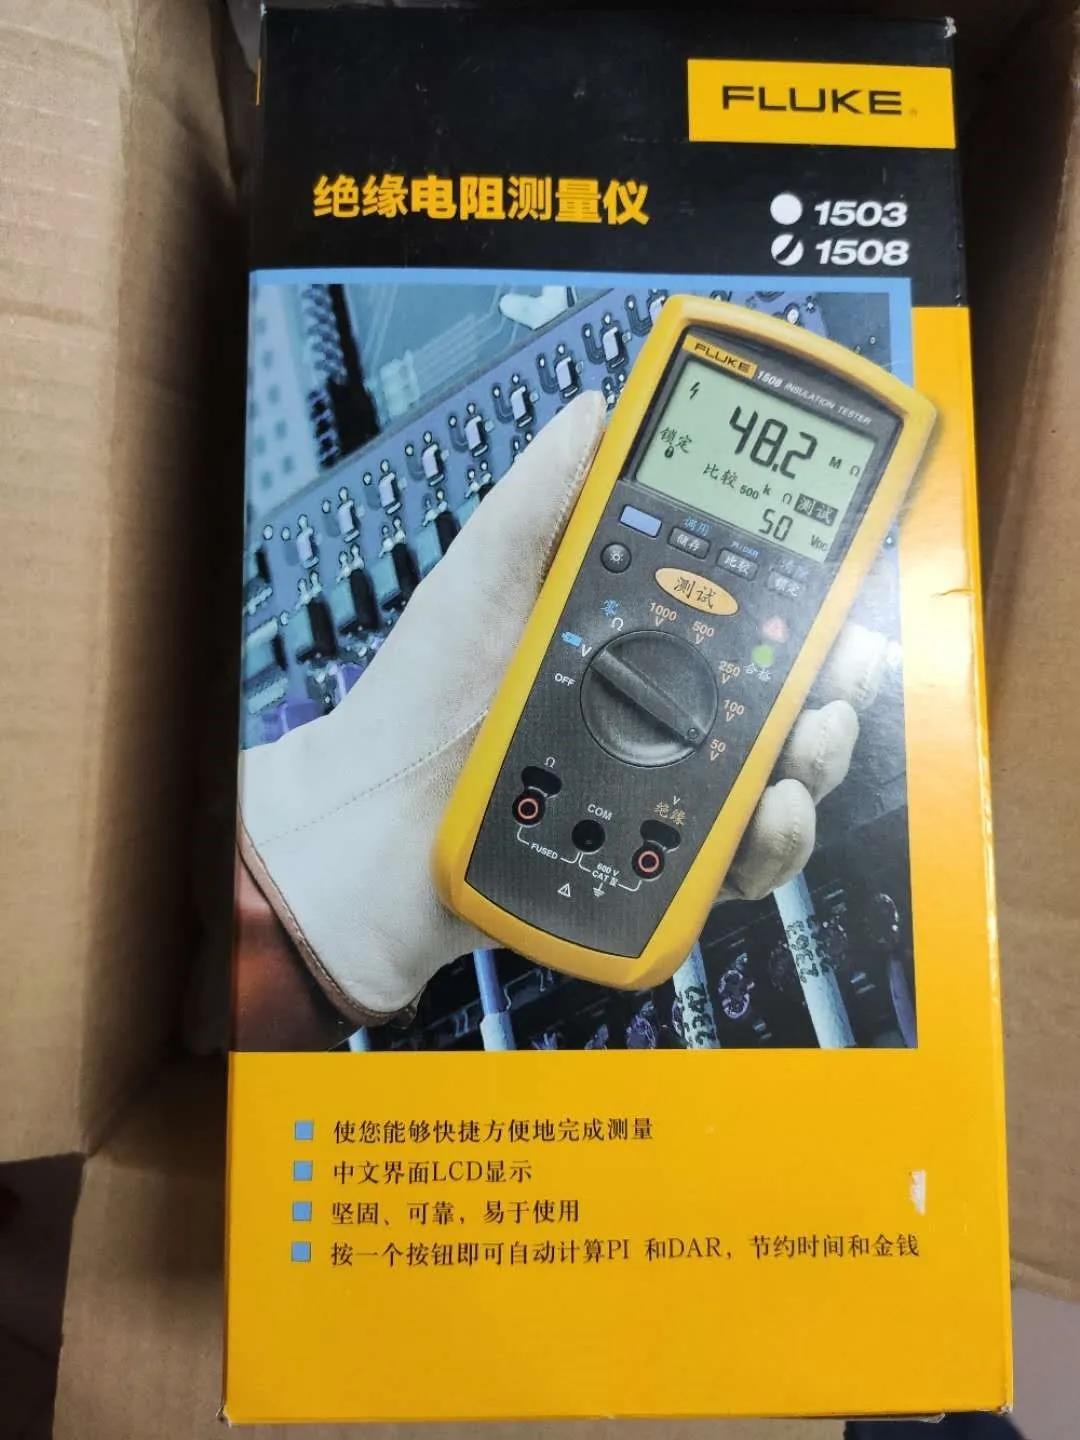 FLUKE®
绝缘电阻测量仪
1503
1508
FLUKE 1508 INSULATION TESTER
48.2 MΩ
锁定
比较 500 k Ω 测试
50 VDC
调用
储存
PI/DAR
比较
锁定
测试
零
Ω
1000 V
500 V
250 V
合格
V
OFF
100 V
50 V
Ω
COM
V
绝缘
FUSED
600 V
CAT III
使您能够快捷方便地完成测量
中文界面LCD显示
坚固、可靠，易于使用
按一个按钮即可自动计算PI 和DAR，节约时间和金钱